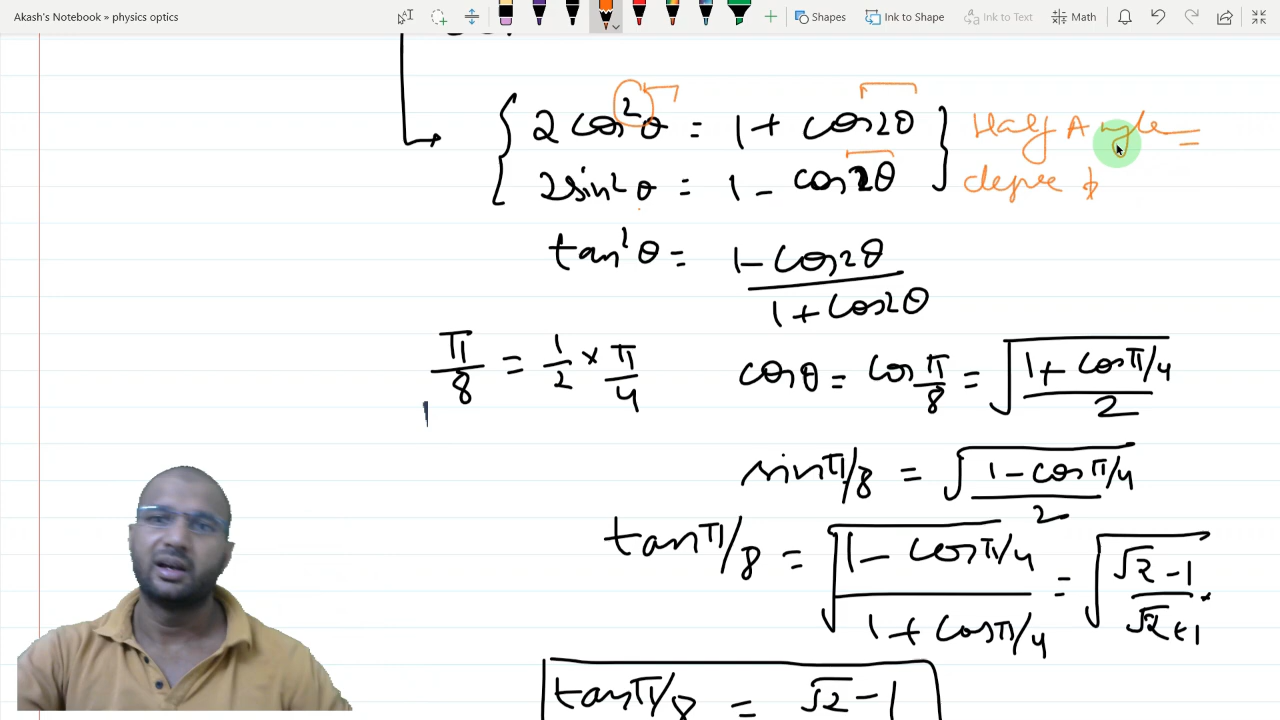 Akash's Notebook » physics optics
Shapes Ink to Shape Ink to Text Math
2 cos²θ = 1 + cos2θ Half Angle
2sin²θ = 1 - cos2θ degree
tan²θ = (1 - cos2θ)/(1 + cos2θ)
π/8 = 1/2 × π/4 cosθ = cos π/8 = √((1 + cosπ/4)/2)
sinπ/8 = √((1 - cosπ/4)/2)
tanπ/8 = √((1 - cosπ/4)/(1 + cosπ/4)) = √((√2 - 1)/(√2 + 1))
tanπ/8 = √2 - 1